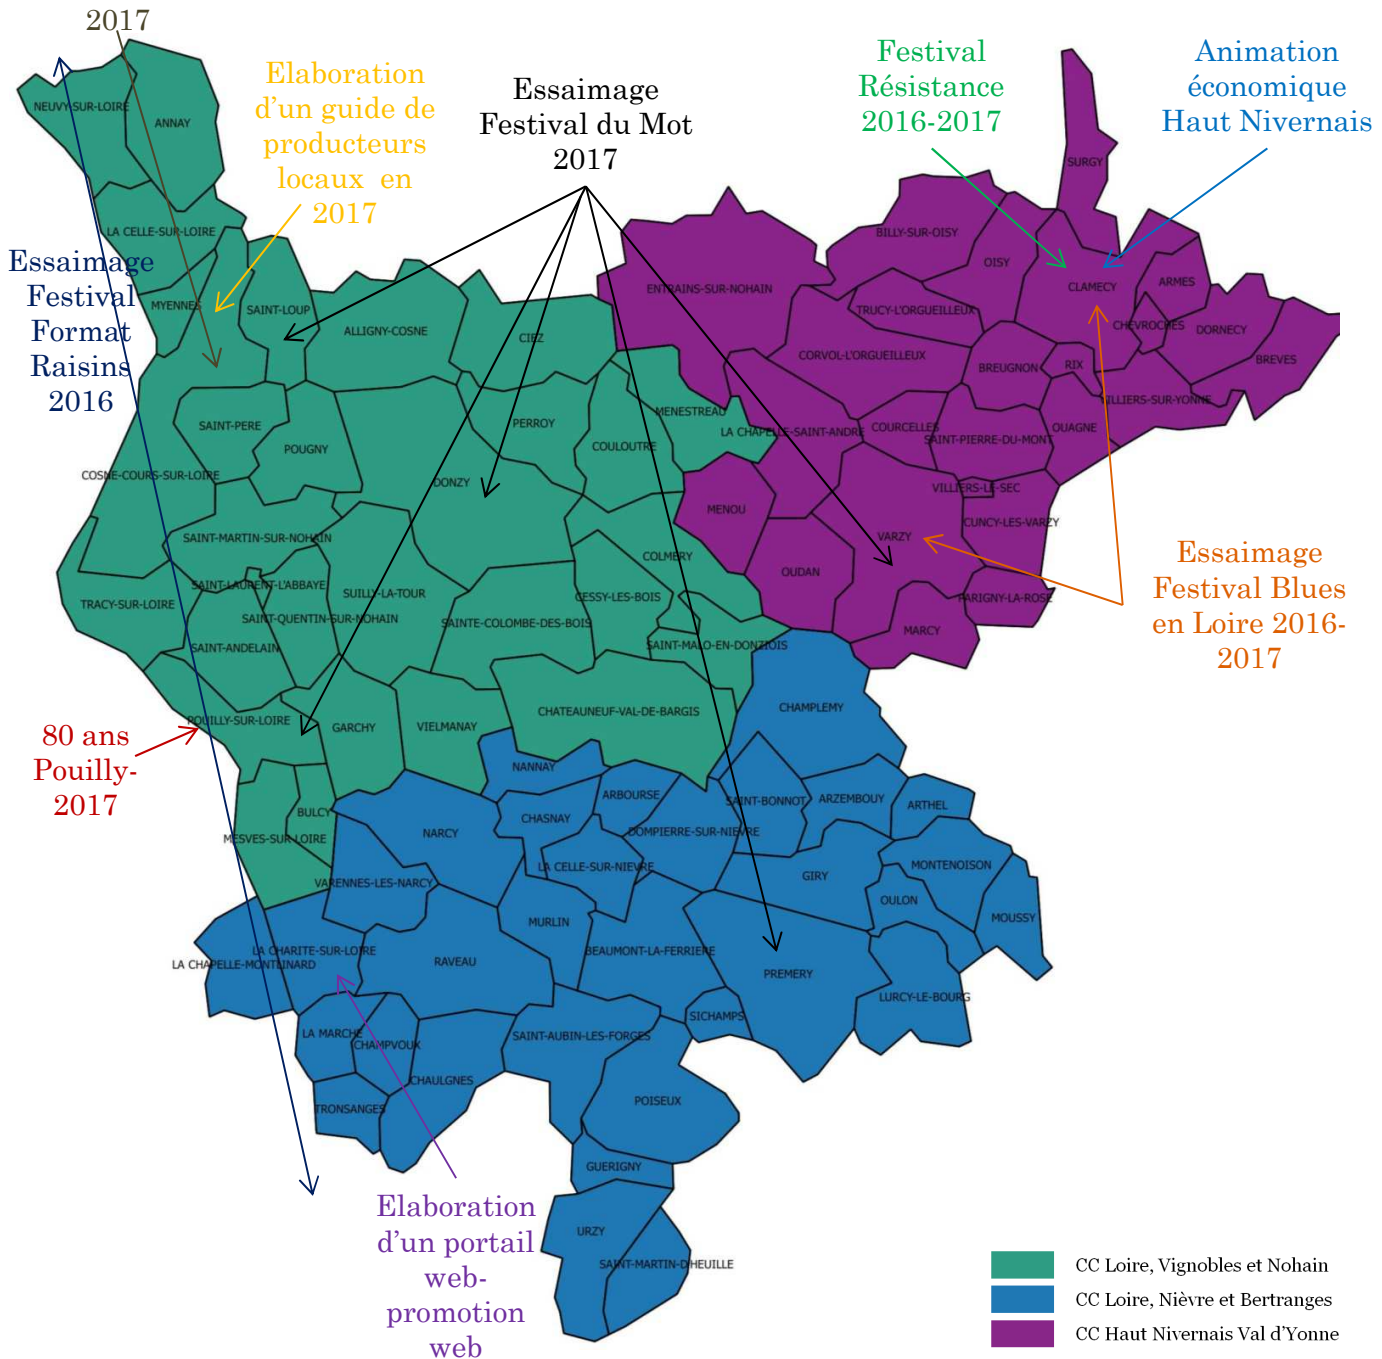 2017
Elaboration
d’un guide de
producteurs
locaux en
2017
Essaimage
Festival du Mot
2017
Festival
Résistance
2016-2017
Animation
économique
Haut Nivernais
Essaimage
Festival
Format
Raisins
2016
80 ans
Pouilly-
2017
Essaimage
Festival Blues
en Loire 2016-
2017
Elaboration
d’un portail
web-
promotion
web
NEUVY-SUR-LOIRE
ANNAY
LA CELLE-SUR-LOIRE
MYENNES
SAINT-LOUP
ALLIGNY-COSNE
CIEZ
SAINT-PERE
POUGNY
PERROY
COULOUTRE
MENESTREAU
COSNE-COURS-SUR-LOIRE
DONZY
SAINT-MARTIN-SUR-NOHAIN
COLMERY
SAINT-LAURENT-L'ABBAYE
SUILLY-LA-TOUR
CESSY-LES-BOIS
TRACY-SUR-LOIRE
SAINT-QUENTIN-SUR-NOHAIN
SAINTE-COLOMBE-DES-BOIS
SAINT-ANDELAIN
SAINT-MALO-EN-DONZIOIS
POUILLY-SUR-LOIRE
GARCHY
VIELMANAY
CHATEAUNEUF-VAL-DE-BARGIS
BULCY
MESVES-SUR-LOIRE
SURGY
BILLY-SUR-OISY
OISY
CLAMECY
ARMES
ENTRAINS-SUR-NOHAIN
TRUCY-L'ORGUEILLEUX
CHEVROCHES
DORNECY
BREVES
CORVOL-L'ORGUEILLEUX
BREUGNON
RIX
VILLIERS-SUR-YONNE
LA CHAPELLE-SAINT-ANDRE
COURCELLES
SAINT-PIERRE-DU-MONT
OUAGNE
VILLIERS-LE-SEC
MENOU
CUNCY-LES-VARZY
VARZY
OUDAN
PARIGNY-LA-ROSE
MARCY
CHAMPLEMY
NANNAY
ARBOURSE
SAINT-BONNOT
ARZEMBOUY
ARTHEL
CHASNAY
NARCY
DOMPIERRE-SUR-NIEVRE
LA CELLE-SUR-NIEVRE
MONTENOISON
GIRY
VARENNES-LES-NARCY
OULON
MURLIN
MOUSSY
LA CHARITE-SUR-LOIRE
BEAUMONT-LA-FERRIERE
LA CHAPELLE-MONTLINARD
RAVEAU
PREMERY
LURCY-LE-BOURG
SICHAMPS
LA MARCHE
CHAMPVOUX
SAINT-AUBIN-LES-FORGES
CHAULGNES
TRONSANGES
POISEUX
GUERIGNY
URZY
SAINT-MARTIN-D'HEUILLE
CC Loire, Vignobles et Nohain
CC Loire, Nièvre et Bertranges
CC Haut Nivernais Val d’Yonne